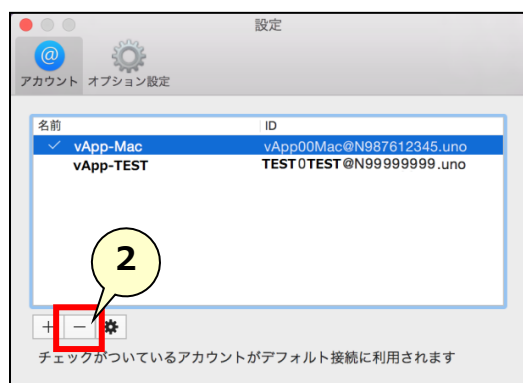 設定
@
アカウント オプション設定
名前 ID
✓ vApp-Mac vApp00Mac@N987612345.uno
vApp-TEST TEST0TEST@N99999999.uno
2
+ −
チェックがついているアカウントがデフォルト接続に利用されます